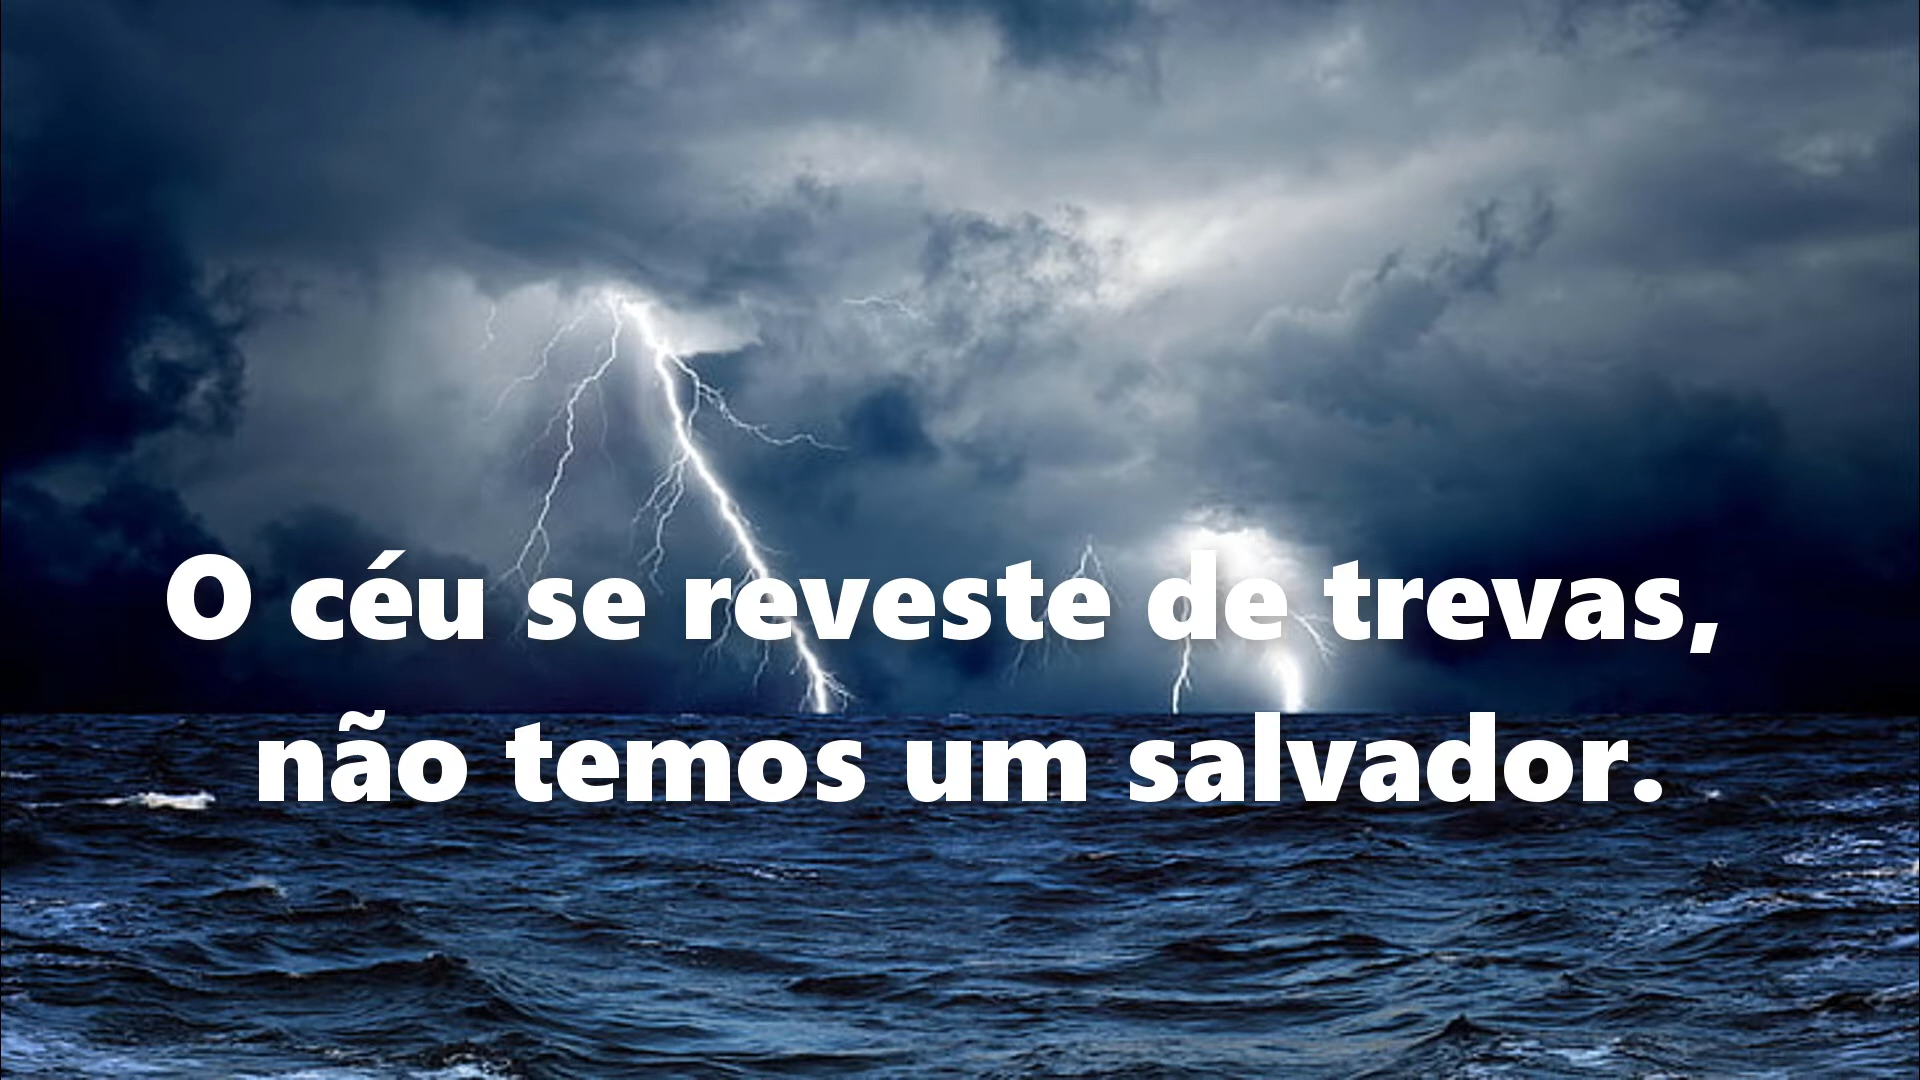 O céu se reveste de trevas,
não temos um salvador.